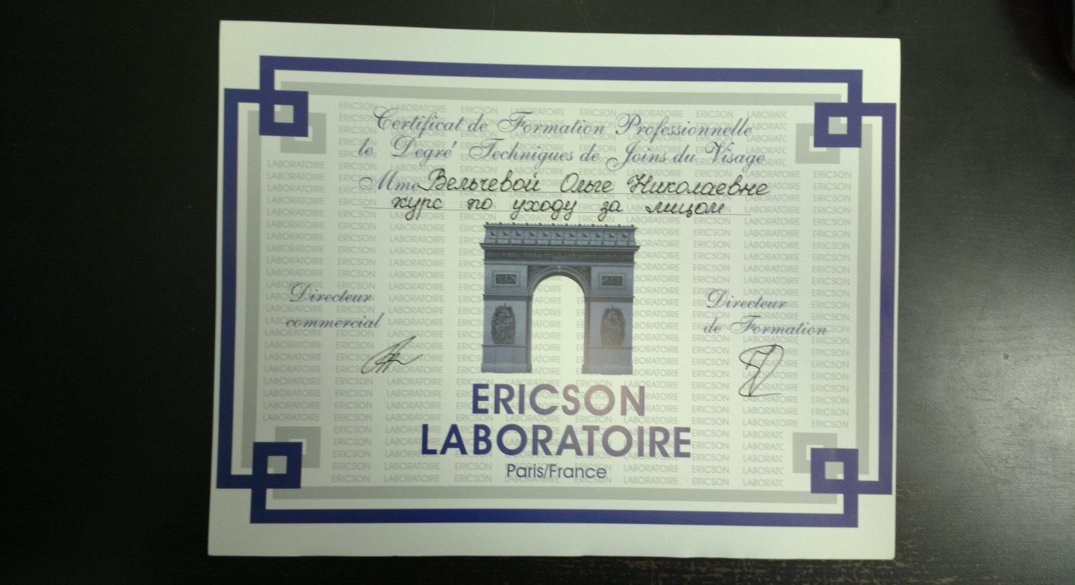 Certificat de Formation Professionnelle
le Degré Techniques de Joins du Visage
Mme Вельчевой Ольге Николаевне
курс по уходу за лицом
Directeur
commercial
Directeur
de Formation
ERICSON
LABORATOIRE
Paris/France